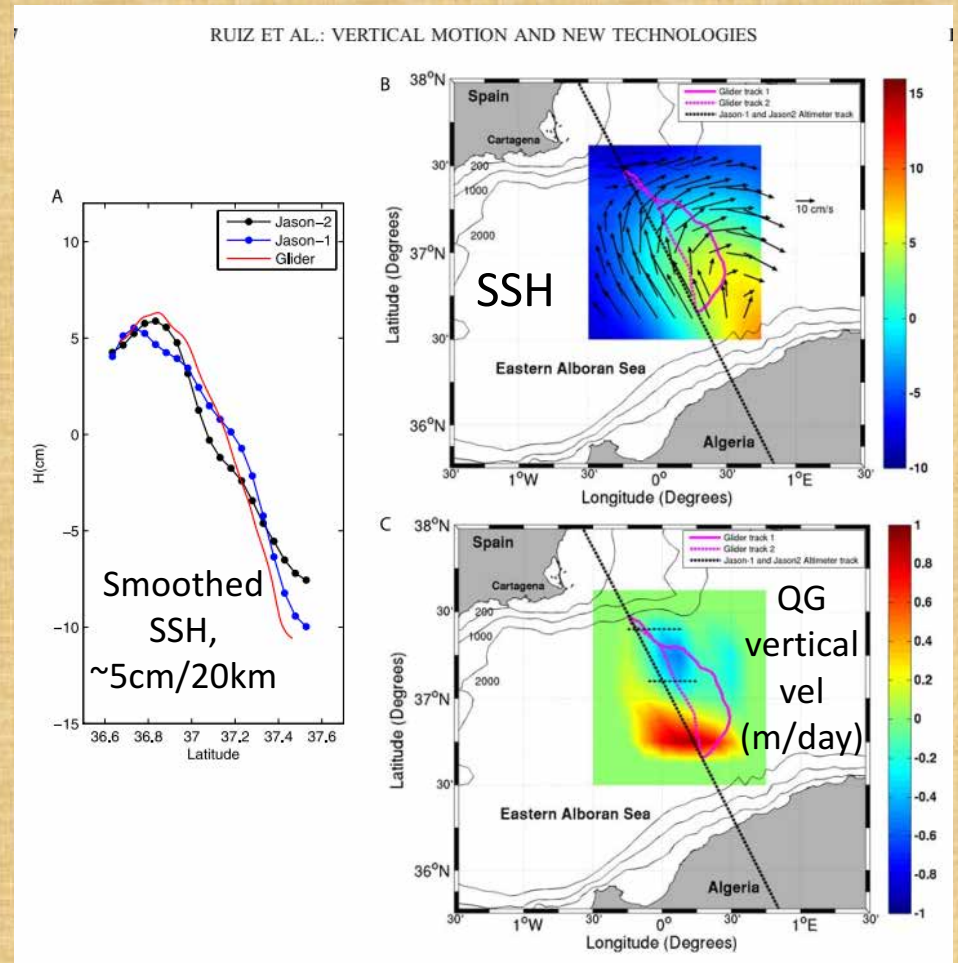 7
RUIZ ET AL.: VERTICAL MOTION AND NEW TECHNOLOGIES
A
Jason-2
Jason-1
Glider
10
5
0
−5
−10
−15
H(cm)
Smoothed
SSH,
~5cm/20km
36.6 36.8 37 37.2 37.4 37.6
Latitude
B
38°N
30'
37°N
30'
36°N
Latitude (Degrees)
Spain
Cartagena
200
1000
2000
Glider track 1
Glider track 2
Jason-1 and Jason2 Altimeter track
10 cm/s
SSH
Eastern Alboran Sea
Algeria
30' 1°W 30' 0° 30' 1°E 30'
Longitude (Degrees)
15
10
5
0
-5
-10
C
38°N
30'
37°N
30'
36°N
Latitude (Degrees)
Spain
Cartagena
200
1000
2000
Glider track 1
Glider track 2
Jason-1 and Jason2 Altimeter track
QG
vertical
vel
(m/day)
Eastern Alboran Sea
Algeria
30' 1°W 30' 0° 30' 1°E 30'
Longitude (Degrees)
1
0.8
0.6
0.4
0.2
0
-0.2
-0.4
-0.6
-0.8
-1